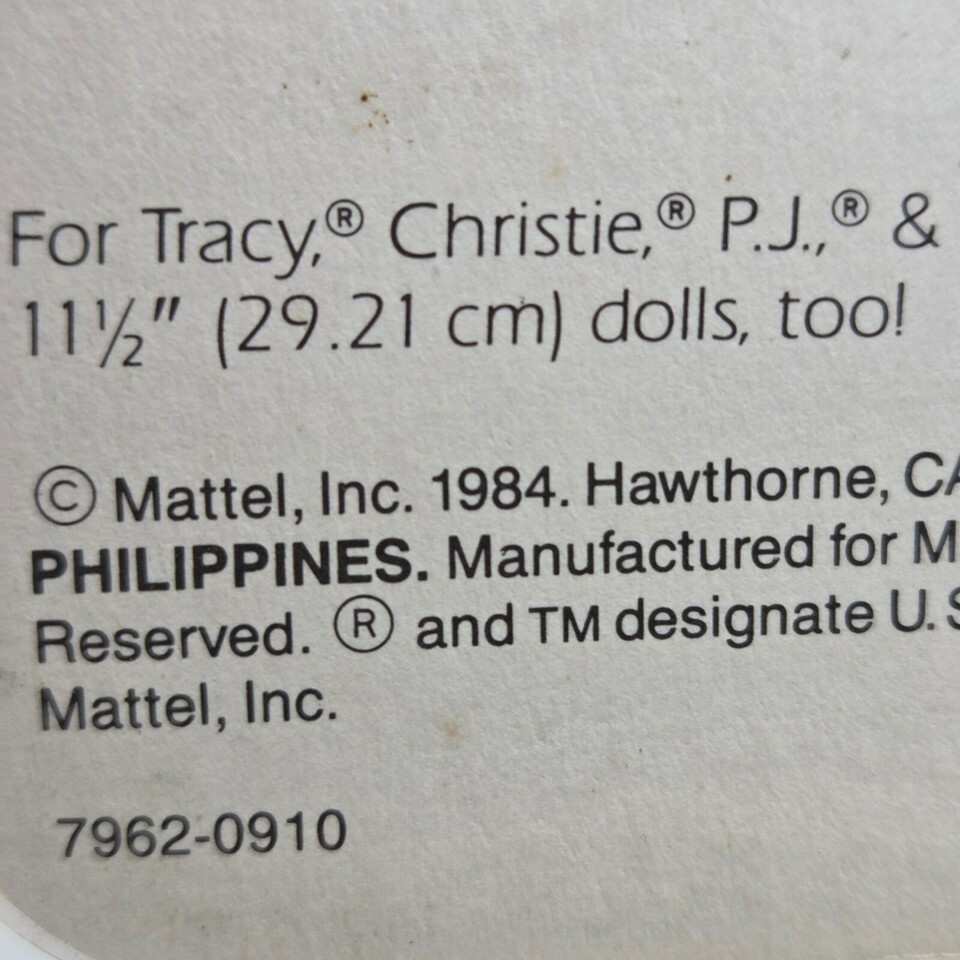 For Tracy,® Christie,® P.J.,® &
11½" (29.21 cm) dolls, too!
© Mattel, Inc. 1984. Hawthorne, CA
PHILIPPINES. Manufactured for M
Reserved. ® and TM designate U.S
Mattel, Inc.
7962-0910